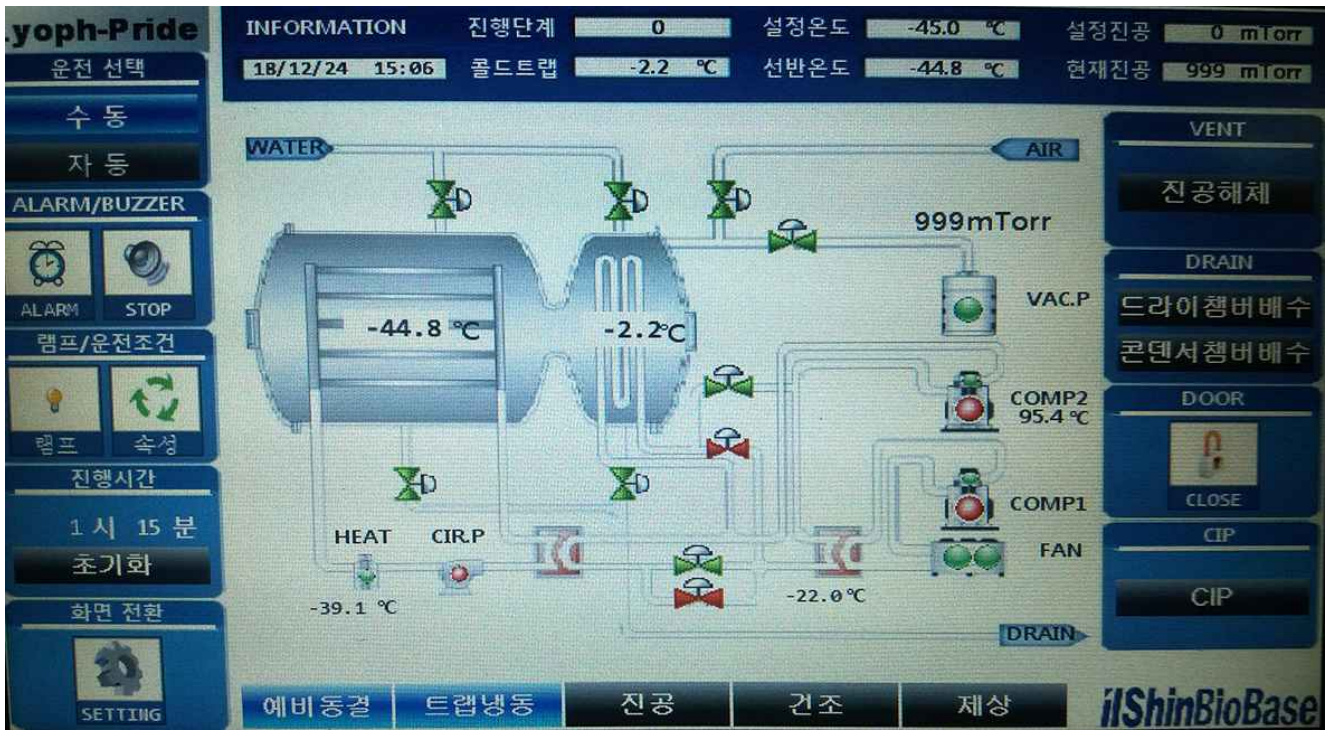 Lyoph-Pride
INFORMATION 진행단계 0 설정온도 -45.0 ℃ 설정진공 0 mTorr
18/12/24 15:06 콜드트랩 -2.2 ℃ 선반온도 -44.8 ℃ 현재진공 999 mTorr
운전 선택
수 동
자 동
ALARM/BUZZER
ALARM STOP
램프/운전조건
램프 속성
진행시간
1 시 15 분
초기화
화면 전환
SETTING
WATER
AIR
999mTorr
VAC.P
-44.8 ℃
-2.2℃
COMP2
95.4 ℃
COMP1
HEAT
CIR.P
FAN
-39.1 ℃
-22.0℃
DRAIN
VENT
진공해제
DRAIN
드라이챔버배수
콘덴서챔버배수
DOOR
CLOSE
CIP
CIP
예비동결 트랩냉동 진공 건조 제상
ilShinBioBase